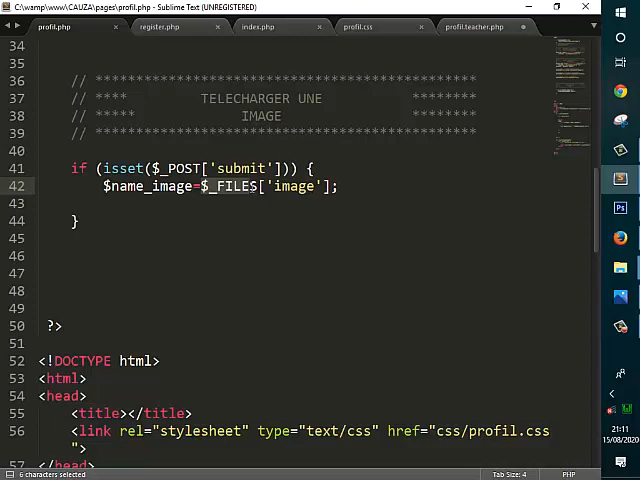 C:\wamp\www\CAUZA\pages\profil.php - Sublime Text (UNREGISTERED)
profil.php
register.php
index.php
profil.css
profil.teacher.php
34
35
36 // ***********************************************
37 // **** TELECHARGER UNE ********
38 // ***** IMAGE ********
39 // ***********************************************
40
41 if (isset($_POST['submit'])) {
42 $name_image=$_FILES['image'];
43
44 }
45
46
47
48
49
50 ?>
51
52 <!DOCTYPE html>
53 <html>
54 <head>
55 <title></title>
56 <link rel="stylesheet" type="text/css" href="css/profil.css
">
57 </head>
6 characters selected
Tab Size: 4
PHP
21:11
15/08/2020